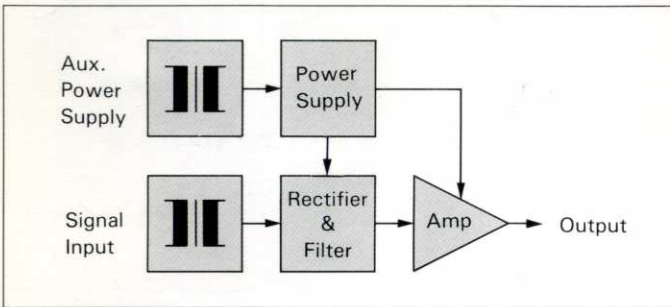 Aux.
Power
Supply
Power
Supply
Signal
Input
Rectifier
&
Filter
Amp
Output